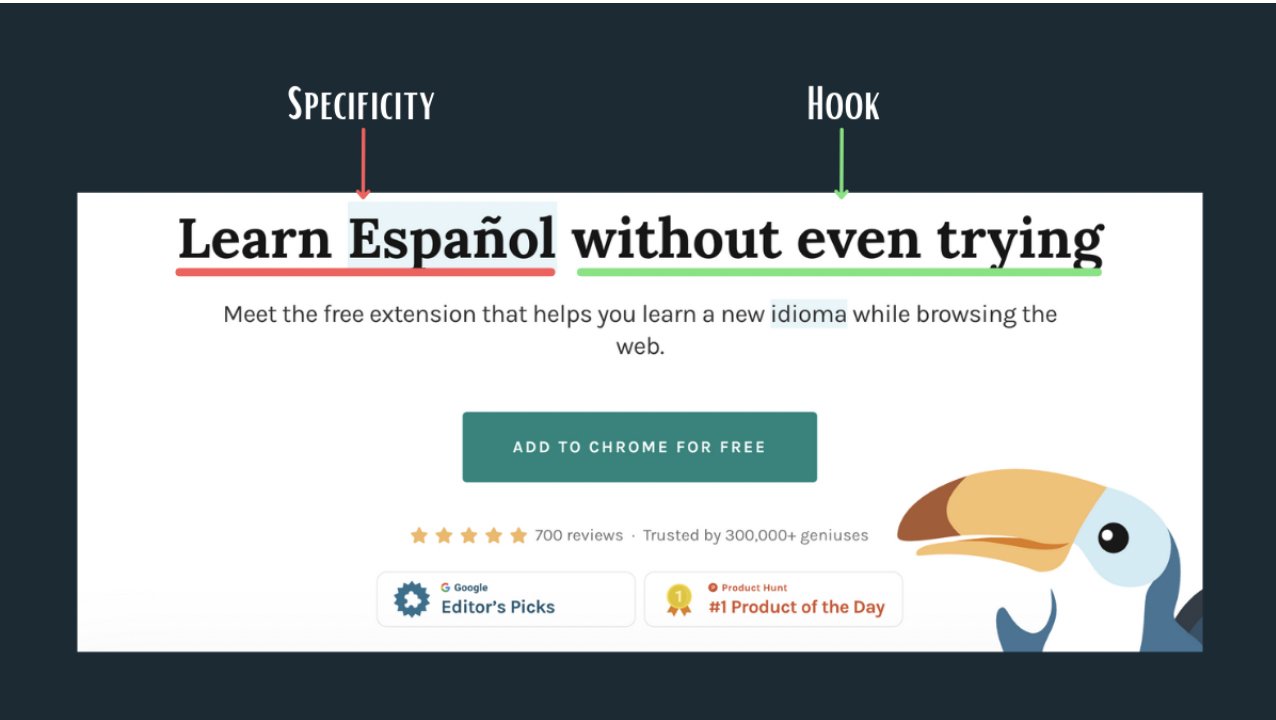 Specificity
Hook
Learn Español without even trying
Meet the free extension that helps you learn a new idioma while browsing the
web.
ADD TO CHROME FOR FREE
700 reviews · Trusted by 300,000+ geniuses
Google
Editor's Picks
1
Product Hunt
#1 Product of the Day